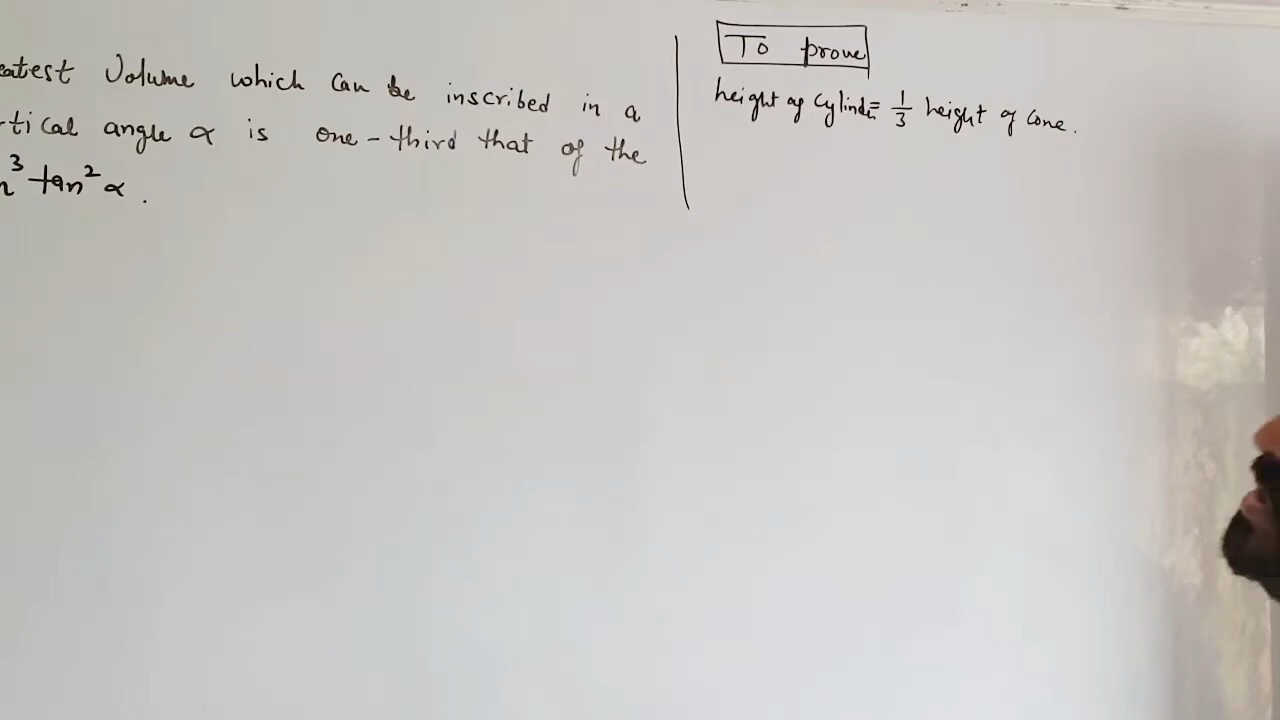 eatest Volume which can be inscribed in a
rtical angle α is one-third that of the
³ tan² α.
To prove
height of Cylinder = 1/3 height of cone.